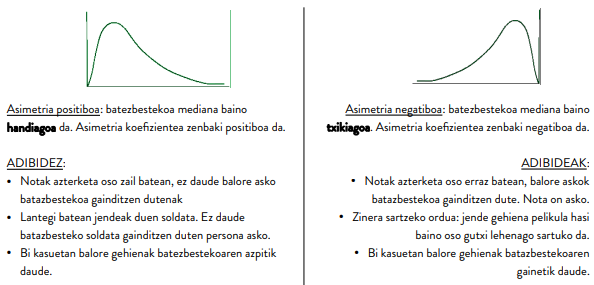 Asimetria positiboa: batezbestekoa mediana baino
handiagoa da. Asimetria koefizientea zenbaki positiboa da.
ADIBIDEZ:
• Notak azterketa oso zail batean, ez daude balore asko
batazbestekoa gainditzen dutenak
• Lantegi batean jendeak duen soldata. Ez daude
batazbesteko soldata gainditzen duten persona asko.
• Bi kasuetan balore gehienak batezbestekoaren azpitik
daude.
Asimetria negatiboa: batezbestekoa mediana baino
txikiagoa. Asimetria koefizientea zenbaki negatiboa da.
ADIBIDEAK:
• Notak azterketa oso erraz batean, balore askok
batazbestekoa gainditzen dute. Nota on asko.
• Zinera sartzeko ordua: jende gehiena pelikula hasi
baino oso gutxi lehenago sartuko da.
• Bi kasuetan balore gehienak batazbestekoaren
gainetik daude.